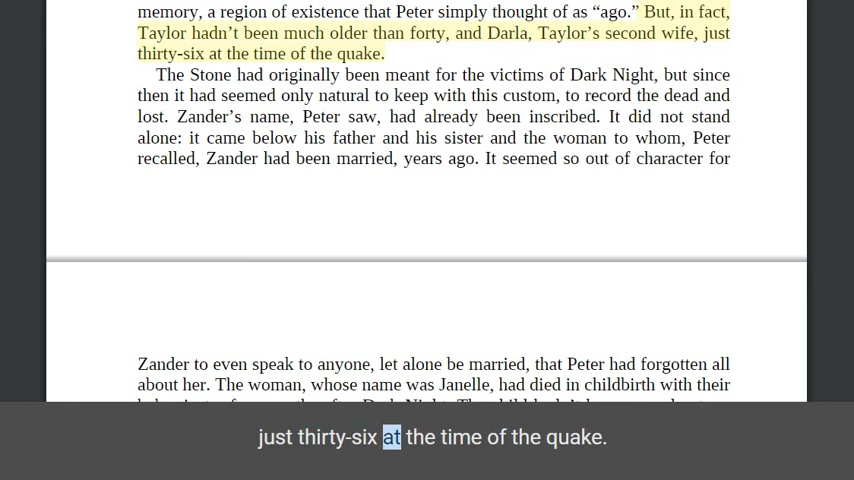 memory, a region of existence that Peter simply thought of as “ago.” But, in fact,
Taylor hadn’t been much older than forty, and Darla, Taylor’s second wife, just
thirty-six at the time of the quake.
The Stone had originally been meant for the victims of Dark Night, but since
then it had seemed only natural to keep with this custom, to record the dead and
lost. Zander’s name, Peter saw, had already been inscribed. It did not stand
alone: it came below his father and his sister and the woman to whom, Peter
recalled, Zander had been married, years ago. It seemed so out of character for
Zander to even speak to anyone, let alone be married, that Peter had forgotten all
about her. The woman, whose name was Janelle, had died in childbirth with their
just thirty-six at the time of the quake.